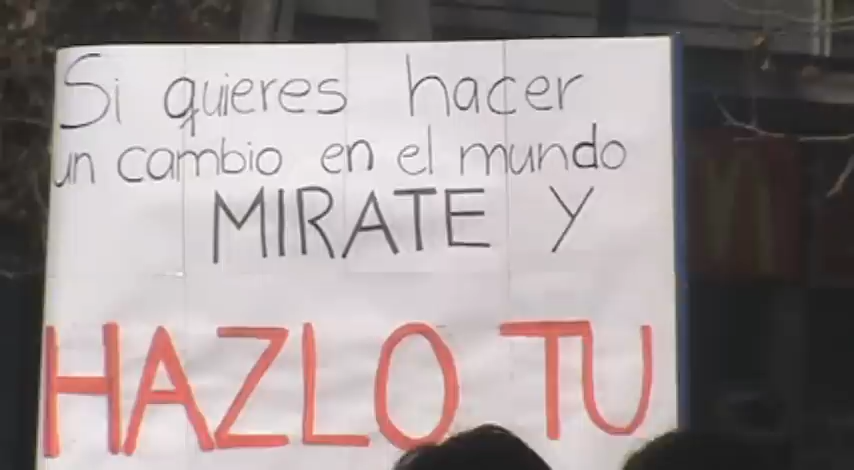 Si quieres hacer
un cambio en el mundo
MIRATE Y
HAZLO TU